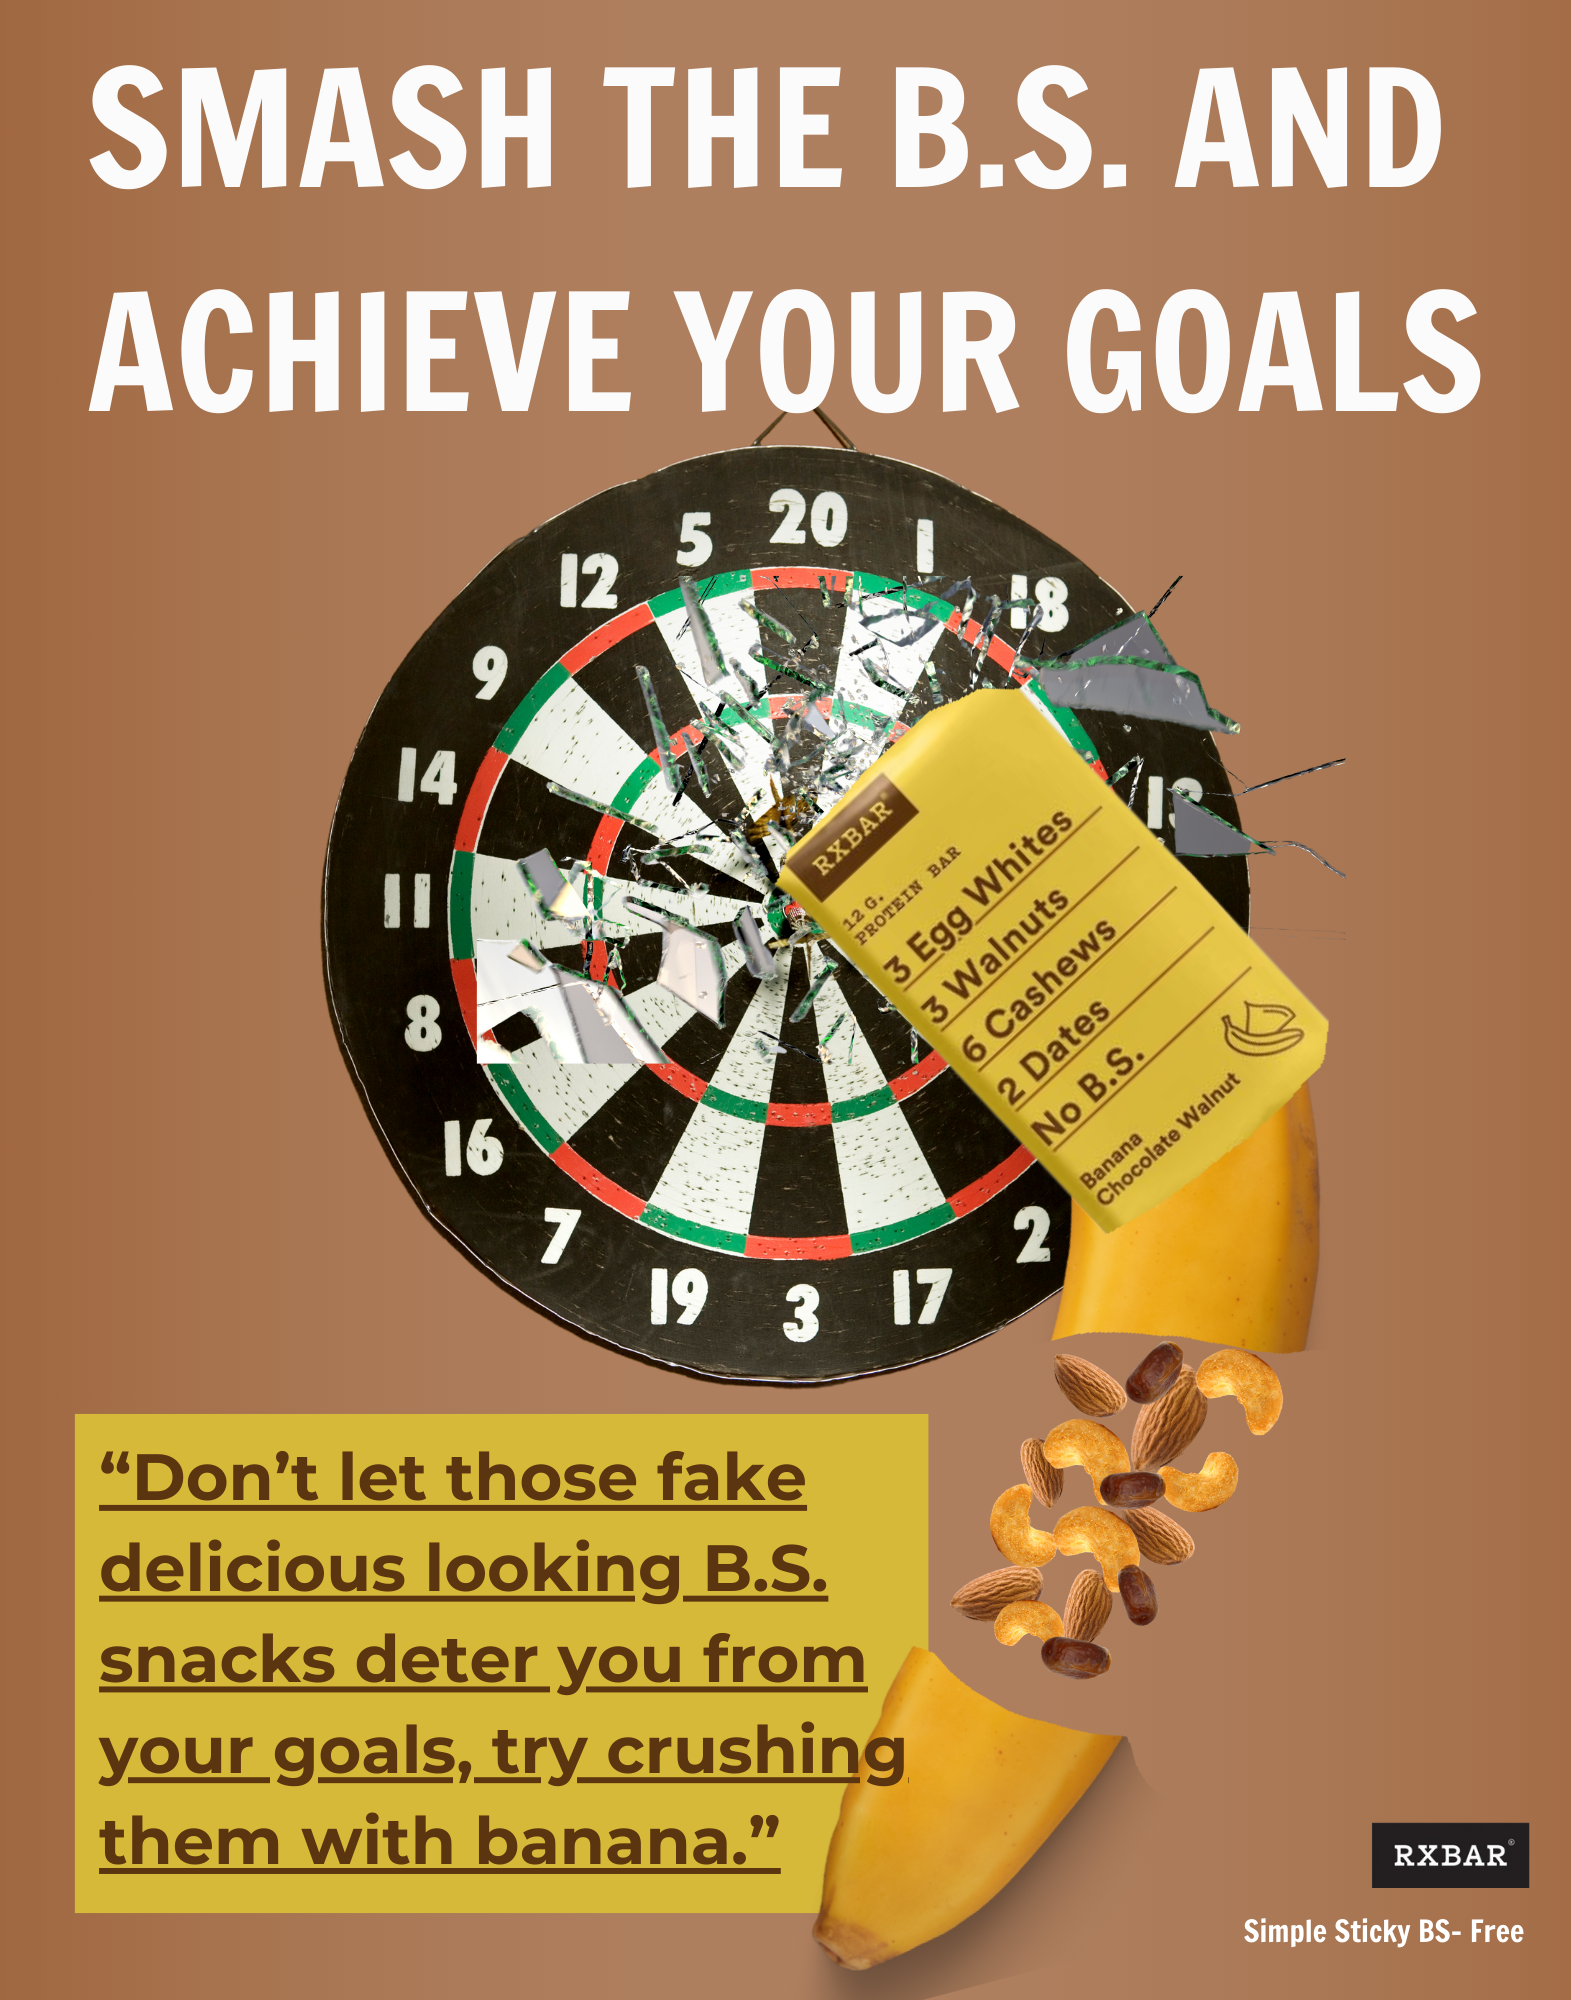 SMASH THE B.S. AND
ACHIEVE YOUR GOALS
20
1
18
5
12
9
14
11
8
16
7
19
3
17
2
RXBAR
12 G.
PROTEIN BAR
3 Egg Whites
3 Walnuts
6 Cashews
2 Dates
No B.S.
Banana
Chocolate Walnut
“Don’t let those fake
delicious looking B.S.
snacks deter you from
your goals, try crushing
them with banana.”
RXBAR®
Simple Sticky BS- Free